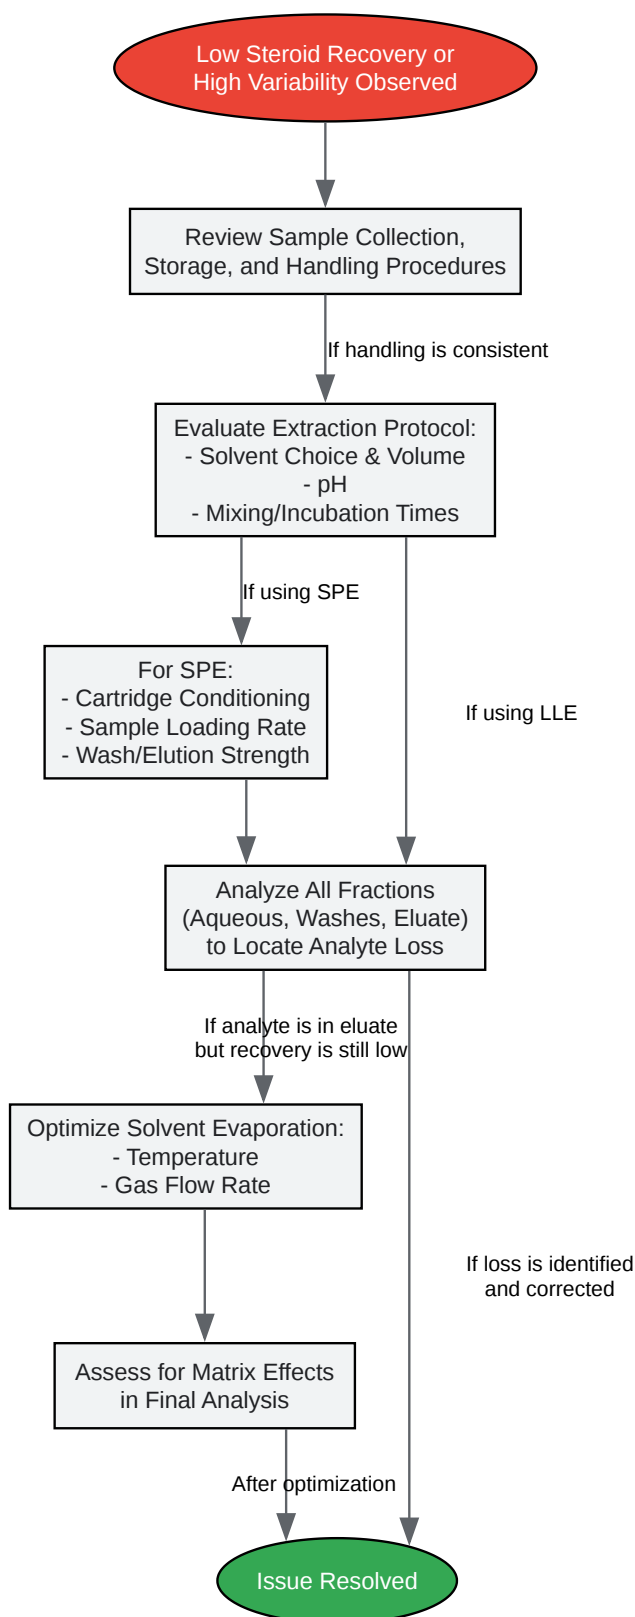 Low Steroid Recovery or
High Variability Observed
Review Sample Collection,
Storage, and Handling Procedures
If handling is consistent
Evaluate Extraction Protocol:
- Solvent Choice & Volume
- pH
- Mixing/Incubation Times
If using SPE
For SPE:
- Cartridge Conditioning
- Sample Loading Rate
- Wash/Elution Strength
If using LLE
Analyze All Fractions
(Aqueous, Washes, Eluate)
to Locate Analyte Loss
If analyte is in eluate
but recovery is still low
Optimize Solvent Evaporation:
- Temperature
- Gas Flow Rate
If loss is identified
and corrected
Assess for Matrix Effects
in Final Analysis
After optimization
Issue Resolved